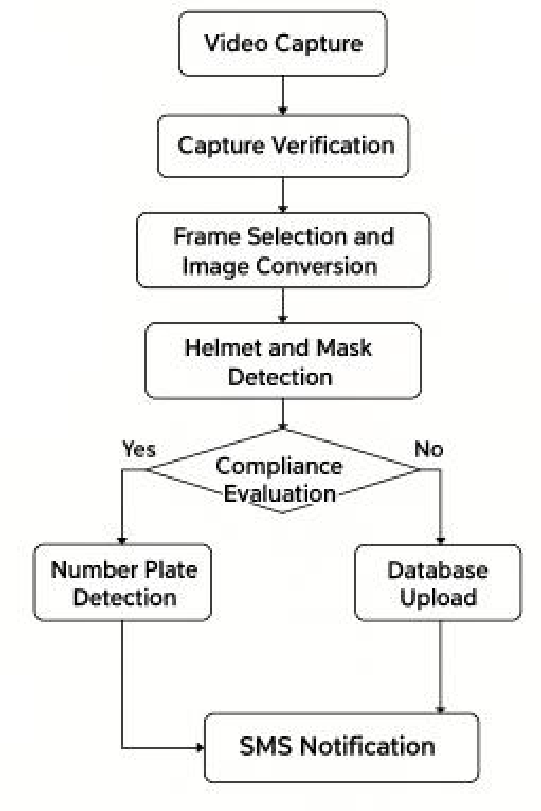 Video Capture
Capture Verification
Frame Selection and
Image Conversion
Helmet and Mask
Detection
Yes
No
Compliance
Evaluation
Number Plate
Detection
Database
Upload
SMS Notification